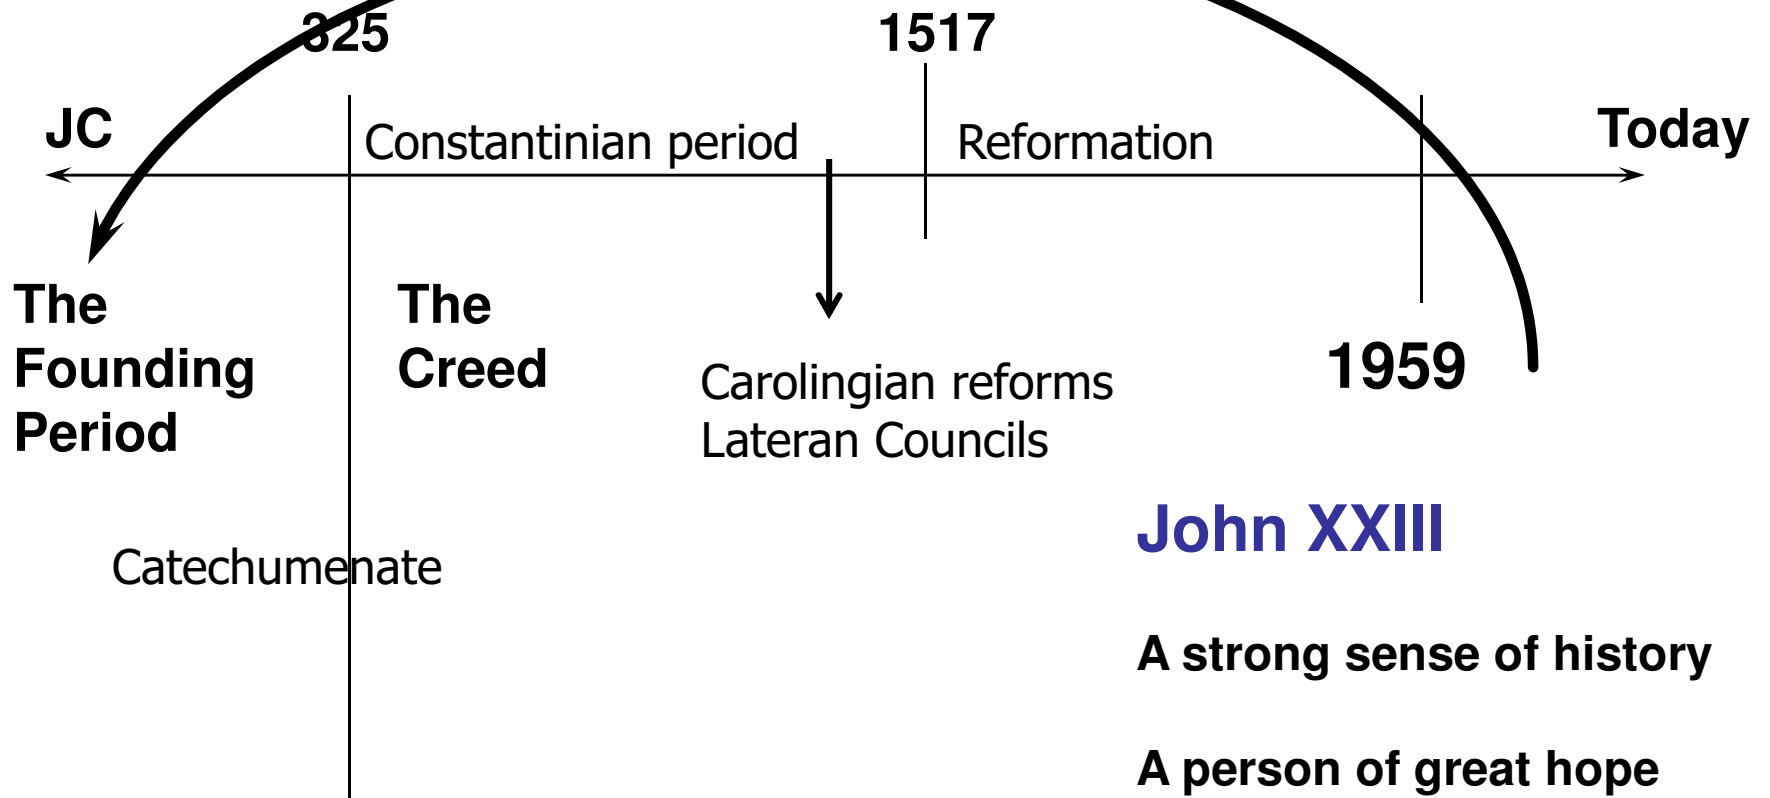 325
1517
JC
Constantinian period
Reformation
Today
The
Founding
Period
The
Creed
1959
Carolingian reforms
Lateran Councils
John XXIII
Catechumenate
A strong sense of history
A person of great hope